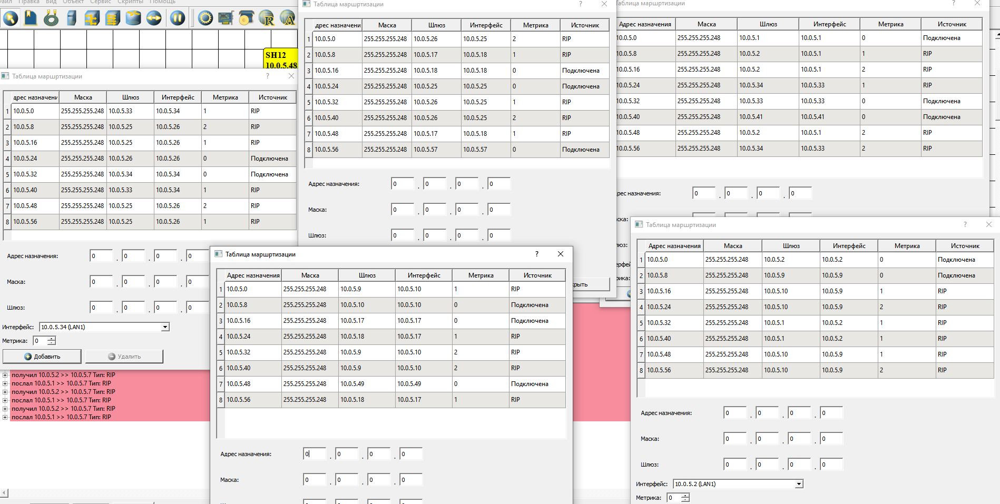 Файл Правка Вид Объект Сервис Скрипты Помощь
SH12
10.0.5.48
Таблица маршртизации
?
дрес назначени Маска Шлюз Интерфейс Метрика Источник
1 10.0.5.0 255.255.255.248 10.0.5.33 10.0.5.34 1 RIP
2 10.0.5.8 255.255.255.248 10.0.5.25 10.0.5.26 2 RIP
3 10.0.5.16 255.255.255.248 10.0.5.25 10.0.5.26 1 RIP
4 10.0.5.24 255.255.255.248 10.0.5.26 10.0.5.26 0 Подключена
5 10.0.5.32 255.255.255.248 10.0.5.34 10.0.5.34 0 Подключена
6 10.0.5.40 255.255.255.248 10.0.5.33 10.0.5.34 1 RIP
7 10.0.5.48 255.255.255.248 10.0.5.25 10.0.5.26 2 RIP
8 10.0.5.56 255.255.255.248 10.0.5.25 10.0.5.26 1 RIP
Адрес назначения: 0 . 0 . 0 . 0
Маска: 0 . 0 . 0 . 0
Шлюз: 0 . 0 . 0 . 0
Интерфейс: 10.0.5.34 (LAN1)
Метрика: 0
Добавить Удалить
получил 10.0.5.2 >> 10.0.5.7 Тип: RIP
послал 10.0.5.1 >> 10.0.5.7 Тип: RIP
получил 10.0.5.2 >> 10.0.5.7 Тип: RIP
послал 10.0.5.1 >> 10.0.5.7 Тип: RIP
получил 10.0.5.2 >> 10.0.5.7 Тип: RIP
послал 10.0.5.1 >> 10.0.5.7 Тип: RIP
Таблица маршртизации
?
дрес назначени Маска Шлюз Интерфейс Метрика Источник
1 10.0.5.0 255.255.255.248 10.0.5.26 10.0.5.25 2 RIP
2 10.0.5.8 255.255.255.248 10.0.5.17 10.0.5.18 1 RIP
3 10.0.5.16 255.255.255.248 10.0.5.18 10.0.5.18 0 Подключена
4 10.0.5.24 255.255.255.248 10.0.5.25 10.0.5.25 0 Подключена
5 10.0.5.32 255.255.255.248 10.0.5.26 10.0.5.25 1 RIP
6 10.0.5.40 255.255.255.248 10.0.5.26 10.0.5.25 2 RIP
7 10.0.5.48 255.255.255.248 10.0.5.17 10.0.5.18 1 RIP
8 10.0.5.56 255.255.255.248 10.0.5.57 10.0.5.57 0 Подключена
Адрес назначения: 0 . 0 . 0 . 0
Маска: 0 . 0 . 0 . 0
Шлюз: 0 . 0 . 0 . 0
крыть
Таблица маршртизации
?
Адрес назначения Маска Шлюз Интерфейс Метрика Источник
10.0.5.0 255.255.255.248 10.0.5.1 10.0.5.1 0 Подключена
10.0.5.8 255.255.255.248 10.0.5.2 10.0.5.1 1 RIP
10.0.5.16 255.255.255.248 10.0.5.2 10.0.5.1 2 RIP
10.0.5.24 255.255.255.248 10.0.5.34 10.0.5.33 1 RIP
10.0.5.32 255.255.255.248 10.0.5.33 10.0.5.33 0 Подключена
10.0.5.40 255.255.255.248 10.0.5.41 10.0.5.41 0 Подключена
10.0.5.48 255.255.255.248 10.0.5.2 10.0.5.1 2 RIP
10.0.5.56 255.255.255.248 10.0.5.34 10.0.5.33 2 RIP
рес назначения: 0 . 0 . 0 . 0
аска:
люз:
ерфей
рика:
Таблица маршртизации
?
Адрес назначения Маска Шлюз Интерфейс Метрика Источник
1 10.0.5.0 255.255.255.248 10.0.5.9 10.0.5.10 1 RIP
2 10.0.5.8 255.255.255.248 10.0.5.10 10.0.5.10 0 Подключена
3 10.0.5.16 255.255.255.248 10.0.5.17 10.0.5.17 0 Подключена
4 10.0.5.24 255.255.255.248 10.0.5.18 10.0.5.17 1 RIP
5 10.0.5.32 255.255.255.248 10.0.5.9 10.0.5.10 2 RIP
6 10.0.5.40 255.255.255.248 10.0.5.9 10.0.5.10 2 RIP
7 10.0.5.48 255.255.255.248 10.0.5.49 10.0.5.49 0 Подключена
8 10.0.5.56 255.255.255.248 10.0.5.18 10.0.5.17 1 RIP
Адрес назначения: 0 . 0 . 0 . 0
Маска: 0 . 0 . 0 . 0
Таблица маршртизации
?
Адрес назначения Маска Шлюз Интерфейс Метрика Источник
1 10.0.5.0 255.255.255.248 10.0.5.2 10.0.5.2 0 Подключена
2 10.0.5.8 255.255.255.248 10.0.5.9 10.0.5.9 0 Подключена
3 10.0.5.16 255.255.255.248 10.0.5.10 10.0.5.9 1 RIP
4 10.0.5.24 255.255.255.248 10.0.5.10 10.0.5.9 2 RIP
5 10.0.5.32 255.255.255.248 10.0.5.1 10.0.5.2 1 RIP
6 10.0.5.40 255.255.255.248 10.0.5.1 10.0.5.2 1 RIP
7 10.0.5.48 255.255.255.248 10.0.5.10 10.0.5.9 1 RIP
8 10.0.5.56 255.255.255.248 10.0.5.10 10.0.5.9 2 RIP
Адрес назначения: 0 . 0 . 0 . 0
Маска: 0 . 0 . 0 . 0
Шлюз: 0 . 0 . 0 . 0
Интерфейс: 10.0.5.2 (LAN1)
Метрика: 0